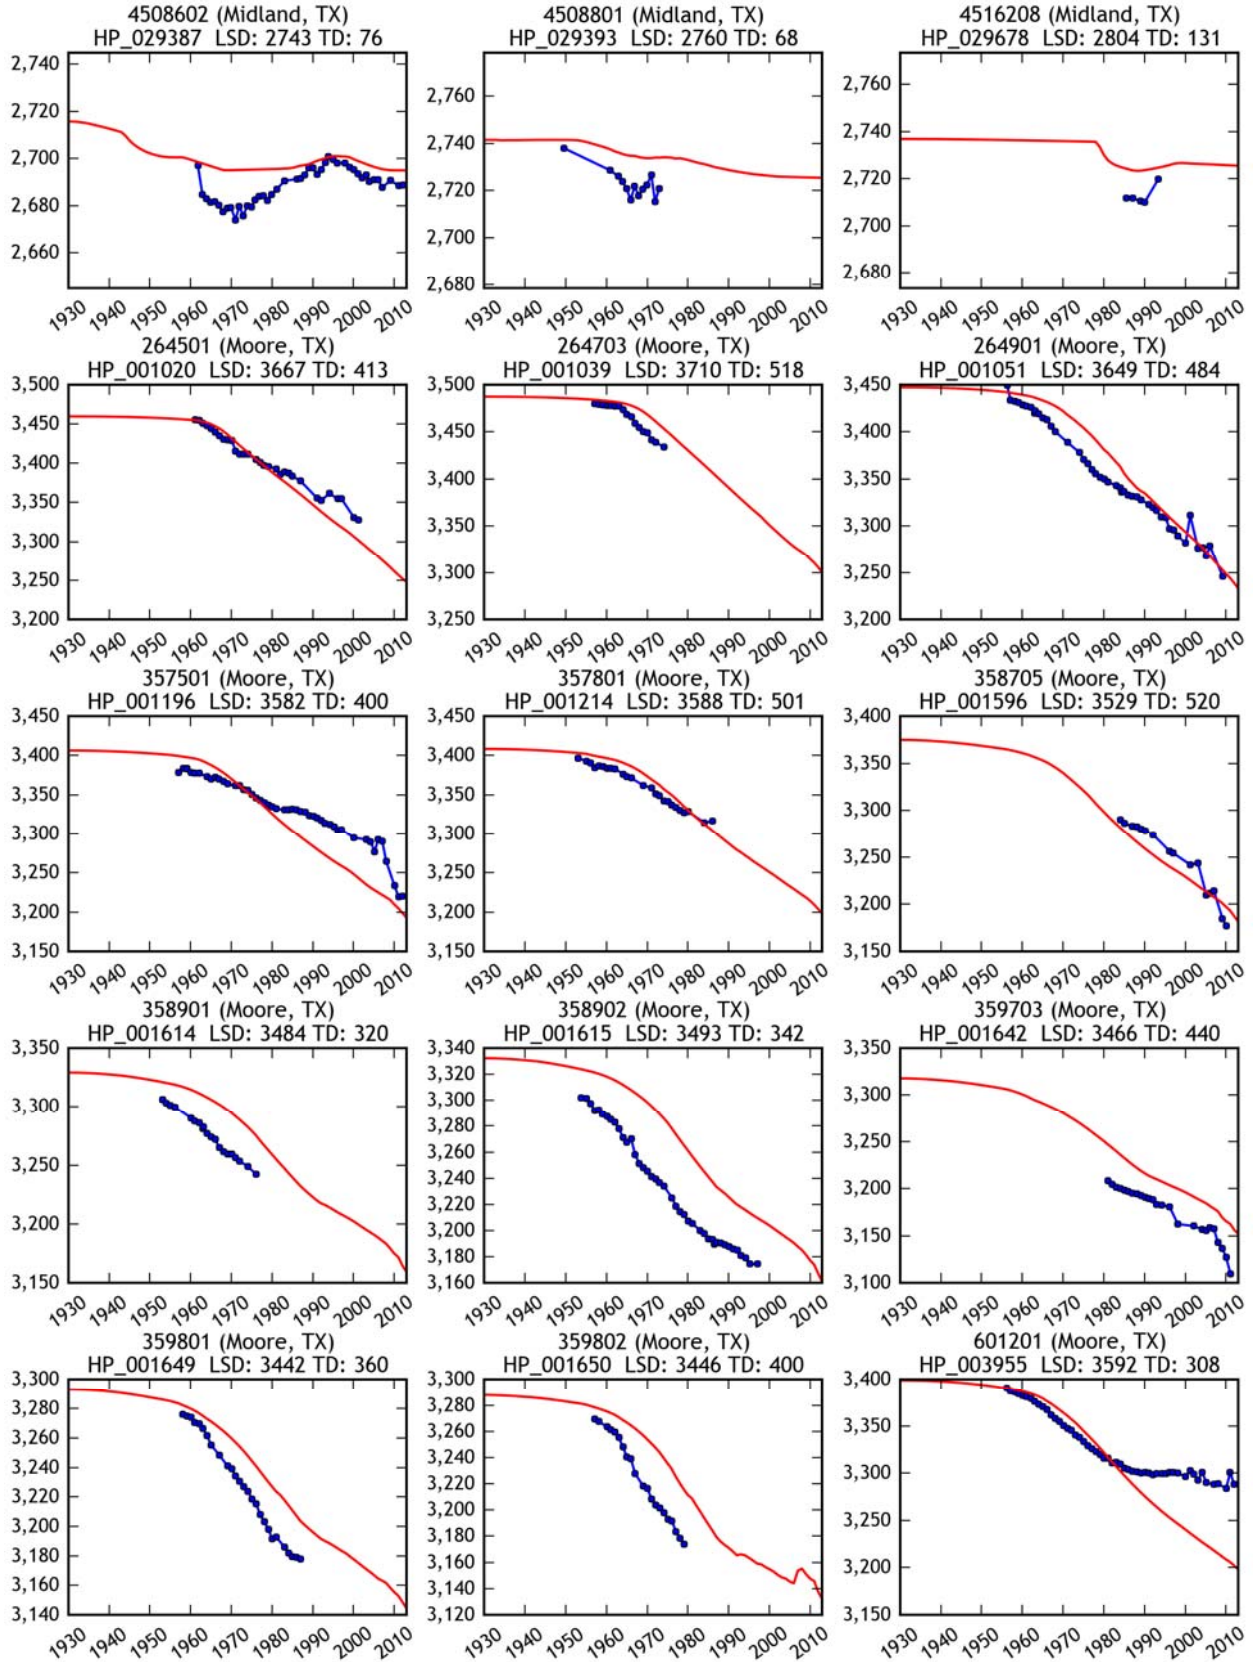 4508602 (Midland, TX)
HP_029387 LSD: 2743 TD: 76
2,740
2,720
2,700
2,680
2,660
1930 1940 1950 1960 1970 1980 1990 2000 2010
4508801 (Midland, TX)
HP_029393 LSD: 2760 TD: 68
2,760
2,740
2,720
2,700
2,680
1930 1940 1950 1960 1970 1980 1990 2000 2010
4516208 (Midland, TX)
HP_029678 LSD: 2804 TD: 131
2,760
2,740
2,720
2,700
2,680
1930 1940 1950 1960 1970 1980 1990 2000 2010
264501 (Moore, TX)
HP_001020 LSD: 3667 TD: 413
3,500
3,450
3,400
3,350
3,300
3,250
3,200
1930 1940 1950 1960 1970 1980 1990 2000 2010
264703 (Moore, TX)
HP_001039 LSD: 3710 TD: 518
3,500
3,450
3,400
3,350
3,300
3,250
1930 1940 1950 1960 1970 1980 1990 2000 2010
264901 (Moore, TX)
HP_001051 LSD: 3649 TD: 484
3,450
3,400
3,350
3,300
3,250
3,200
1930 1940 1950 1960 1970 1980 1990 2000 2010
357501 (Moore, TX)
HP_001196 LSD: 3582 TD: 400
3,450
3,400
3,350
3,300
3,250
3,200
3,150
1930 1940 1950 1960 1970 1980 1990 2000 2010
357801 (Moore, TX)
HP_001214 LSD: 3588 TD: 501
3,450
3,400
3,350
3,300
3,250
3,200
3,150
1930 1940 1950 1960 1970 1980 1990 2000 2010
358705 (Moore, TX)
HP_001596 LSD: 3529 TD: 520
3,400
3,350
3,300
3,250
3,200
3,150
1930 1940 1950 1960 1970 1980 1990 2000 2010
358901 (Moore, TX)
HP_001614 LSD: 3484 TD: 320
3,350
3,300
3,250
3,200
3,150
1930 1940 1950 1960 1970 1980 1990 2000 2010
358902 (Moore, TX)
HP_001615 LSD: 3493 TD: 342
3,340
3,320
3,300
3,280
3,260
3,240
3,220
3,200
3,180
3,160
1930 1940 1950 1960 1970 1980 1990 2000 2010
359703 (Moore, TX)
HP_001642 LSD: 3466 TD: 440
3,350
3,300
3,250
3,200
3,150
3,100
1930 1940 1950 1960 1970 1980 1990 2000 2010
359801 (Moore, TX)
HP_001649 LSD: 3442 TD: 360
3,300
3,280
3,260
3,240
3,220
3,200
3,180
3,160
3,140
1930 1940 1950 1960 1970 1980 1990 2000 2010
359802 (Moore, TX)
HP_001650 LSD: 3446 TD: 400
3,300
3,280
3,260
3,240
3,220
3,200
3,180
3,160
3,140
3,120
1930 1940 1950 1960 1970 1980 1990 2000 2010
601201 (Moore, TX)
HP_003955 LSD: 3592 TD: 308
3,400
3,350
3,300
3,250
3,200
3,150
1930 1940 1950 1960 1970 1980 1990 2000 2010